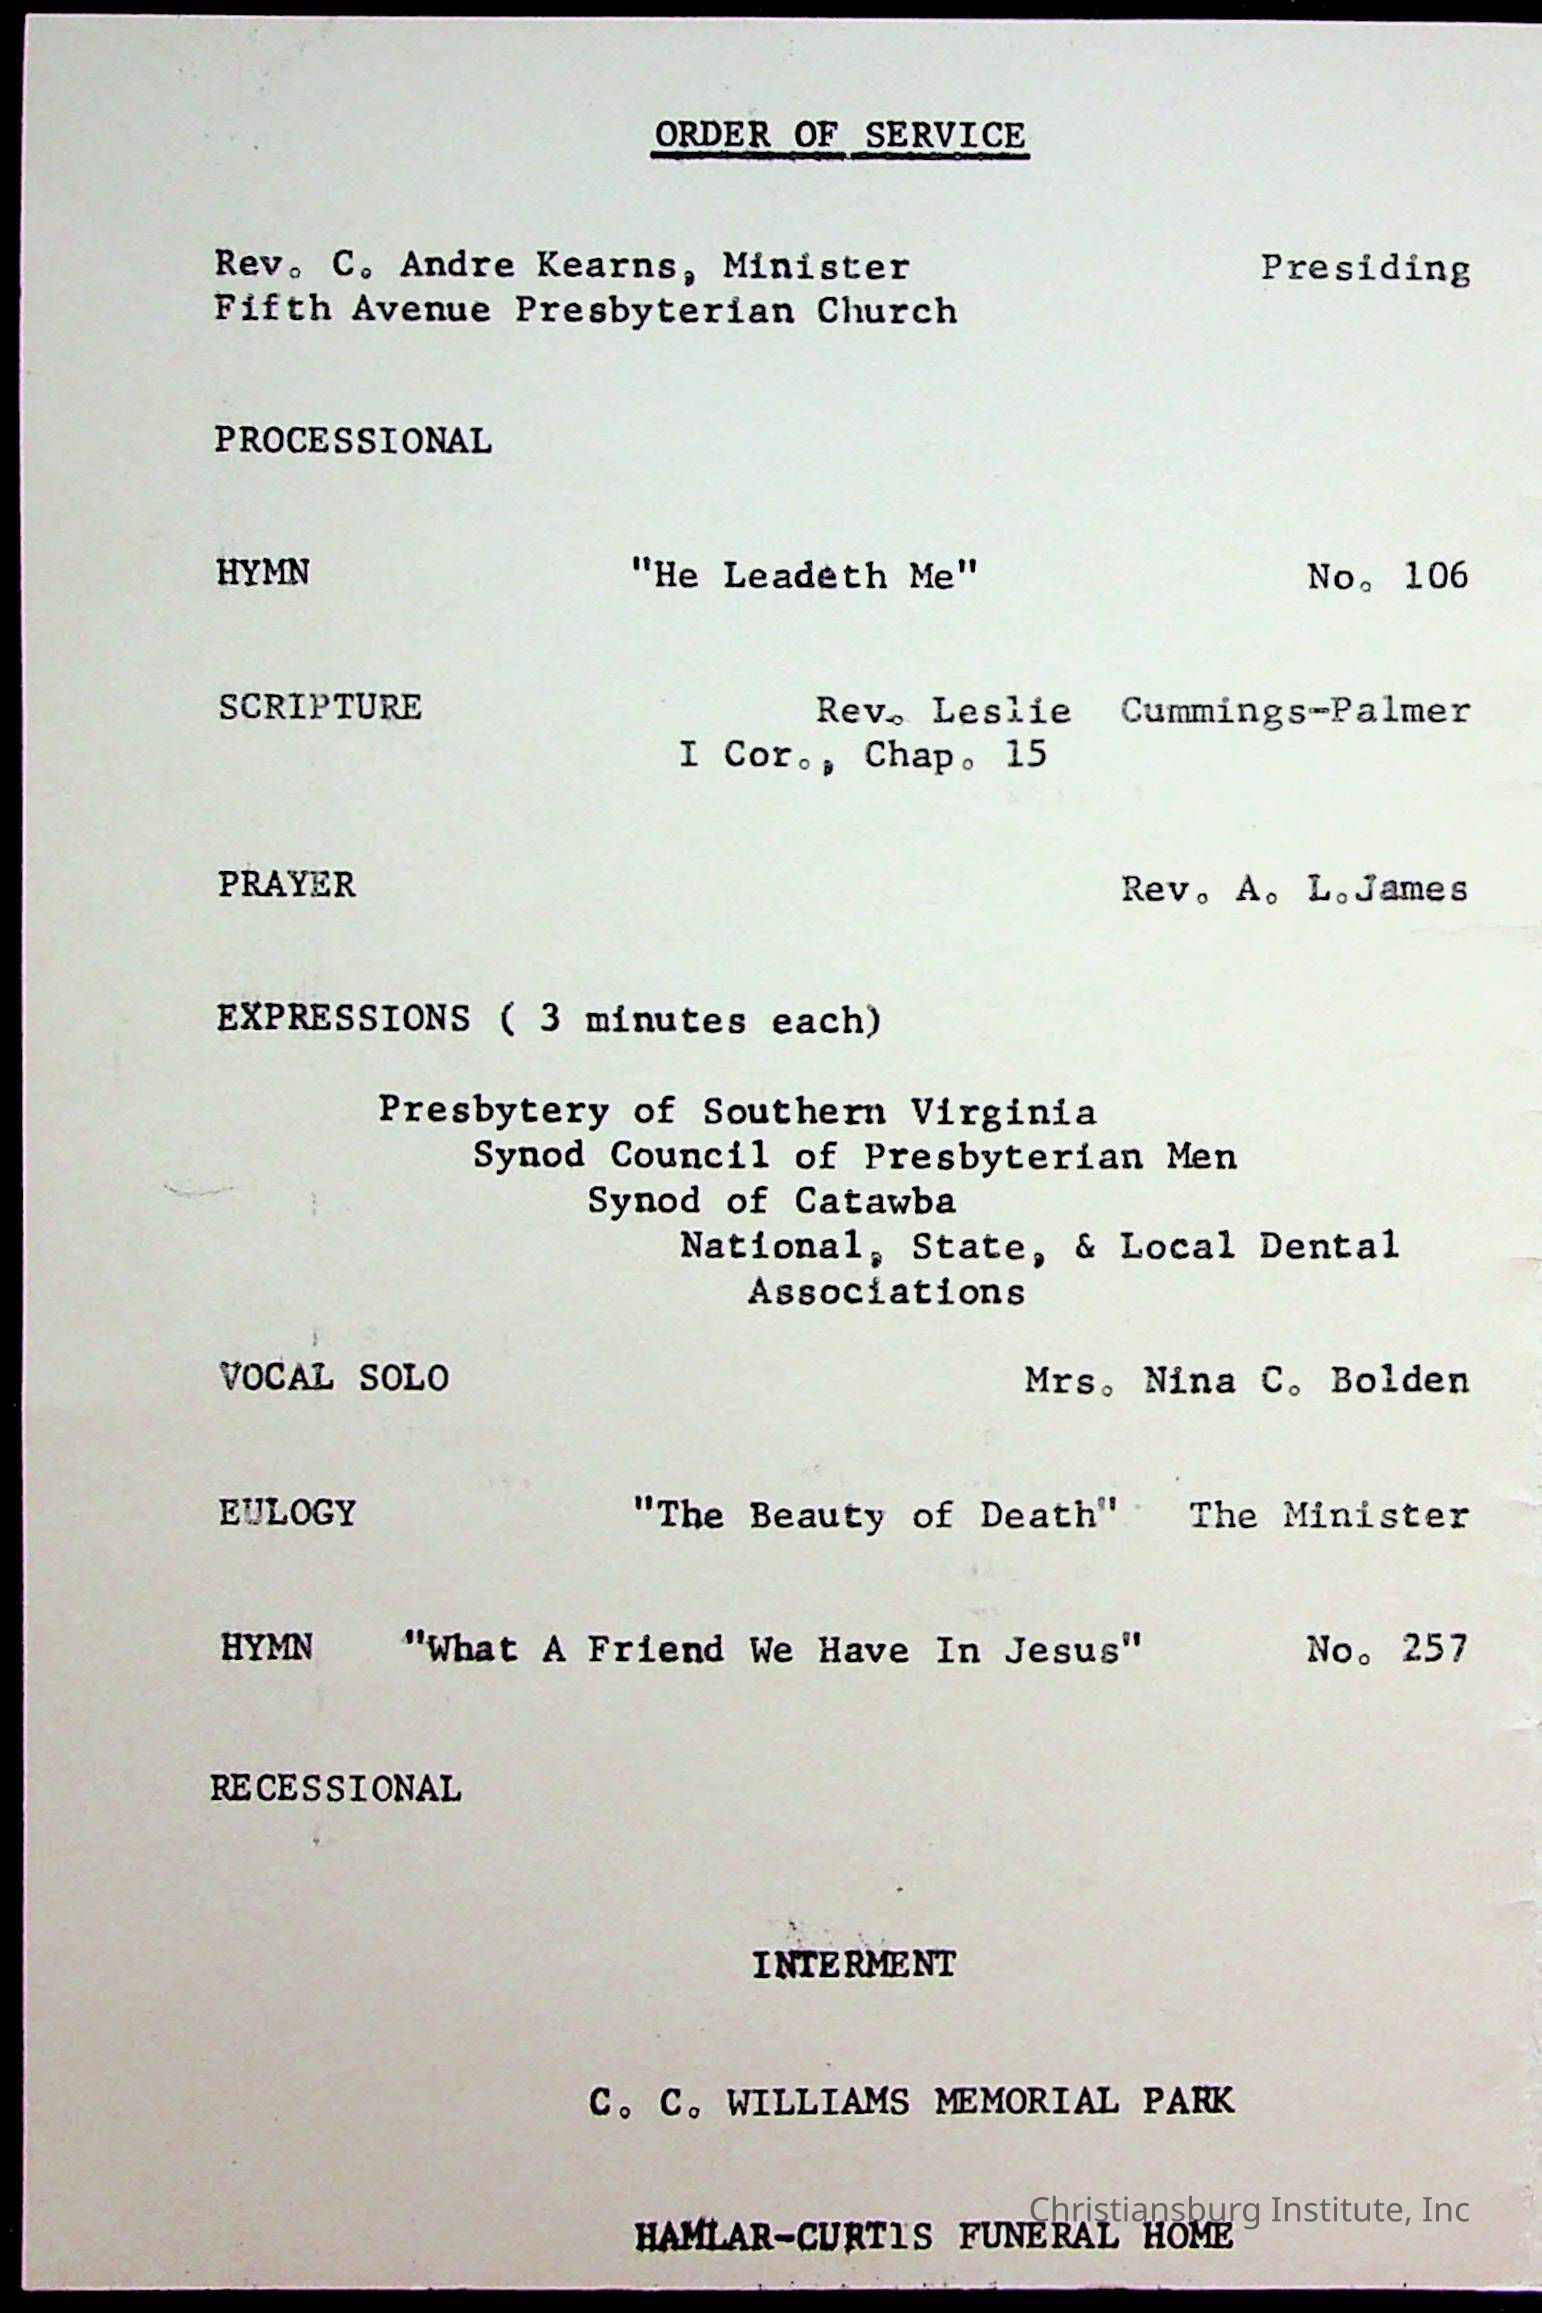 ORDER OF SERVICE
Rev. C. Andre Kearns, Minister Presiding
Fifth Avenue Presbyterian Church
PROCESSIONAL
HYMN "He Leadeth Me" No. 106
SCRIPTURE Rev. Leslie Cummings-Palmer
I Cor., Chap. 15
PRAYER Rev. A. L.James
EXPRESSIONS ( 3 minutes each)
Presbytery of Southern Virginia
Synod Council of Presbyterian Men
Synod of Catawba
National, State, & Local Dental
Associations
VOCAL SOLO Mrs. Nina C. Bolden
EULOGY "The Beauty of Death" The Minister
HYMN "What A Friend We Have In Jesus" No. 257
RECESSIONAL
INTERMENT
C. C. WILLIAMS MEMORIAL PARK
Christiansburg Institute, Inc
HAMLAR-CURT1S FUNERAL HOME